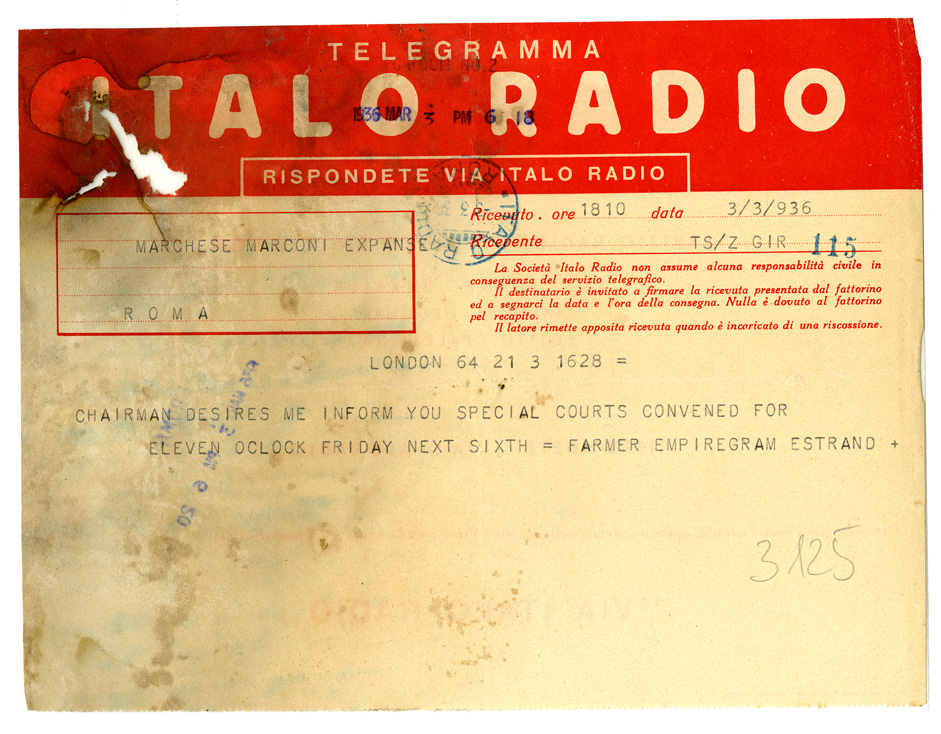 TELEGRAMMA
ITALO RADIO
1936 MAR 3 PM 6 18
RISPONDETE VIA ITALO RADIO
Ricevuto . ore 1810 data 3/3/936
MARCHESE MARCONI EXPANSE
Ricevente TS/Z GIR 115
ROMA
La Società Italo Radio non assume alcuna responsabilità civile in
conseguenza del servizio telegrafico.
Il destinatario è invitato a firmare la ricevuta presentata dal fattorino
ed a segnarci la data e l'ora della consegna. Nulla è dovuto al fattorino
pel recapito.
Il latore rimette apposita ricevuta quando è incaricato di una riscossione.
LONDON 64 21 3 1628 =
CHAIRMAN DESIRES ME INFORM YOU SPECIAL COURTS CONVENED FOR
ELEVEN OCLOCK FRIDAY NEXT SIXTH = FARMER EMPIREGRAM ESTRAND +
3125